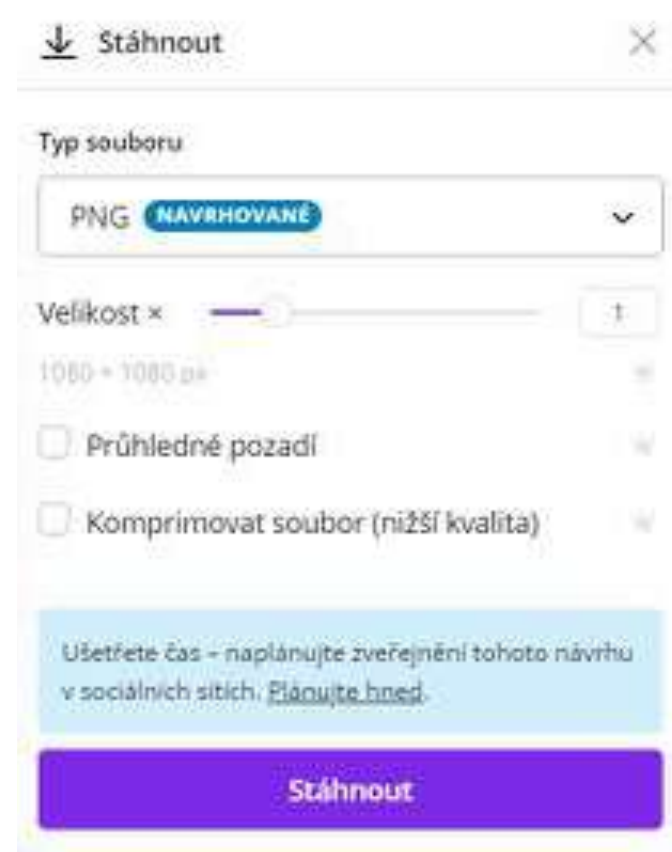 Stáhnout
Typ souboru
PNG NAVRHOVANÉ
Velikost × 1
1080 × 1080 px
Průhledné pozadí
Komprimovat soubor (nižší kvalita)
Ušetřete čas – naplánujte zveřejnění tohoto návrhu
v sociálních sítích. Plánujte hned.
Stáhnout